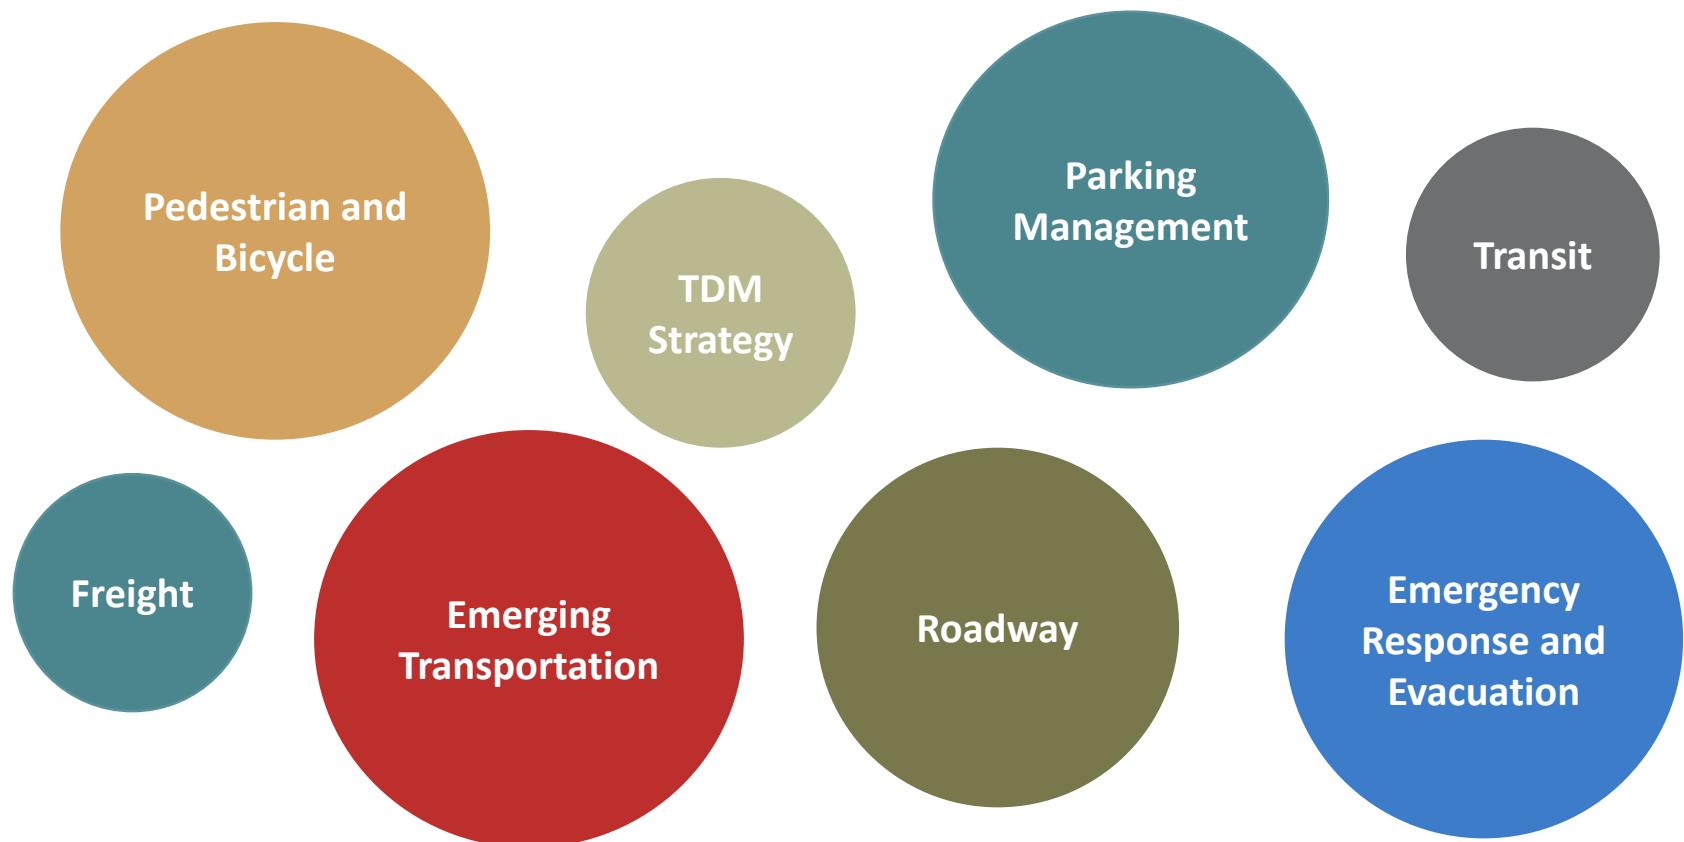 Pedestrian and
Bicycle
TDM
Strategy
Parking
Management
Transit
Freight
Emerging
Transportation
Roadway
Emergency
Response and
Evacuation